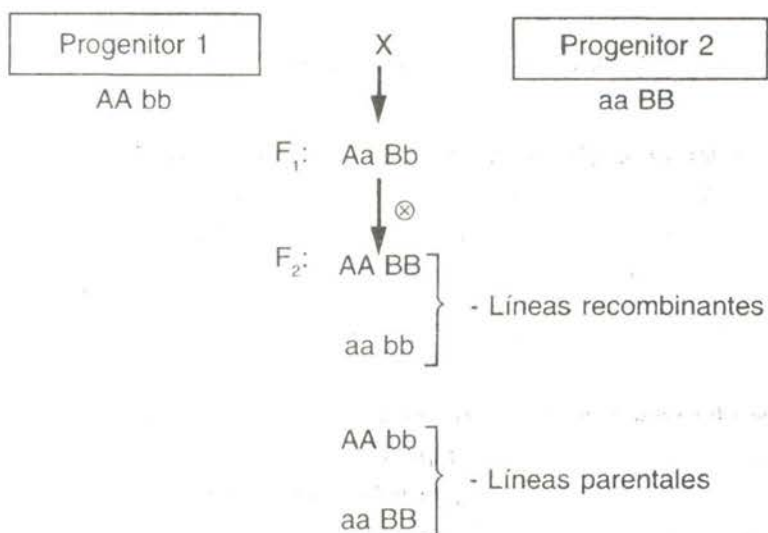 Progenitor 1 X Progenitor 2
AA bb aa BB
F1: Aa Bb
⊗
F2: AA BB
- Líneas recombinantes
aa bb
AA bb
- Líneas parentales
aa BB